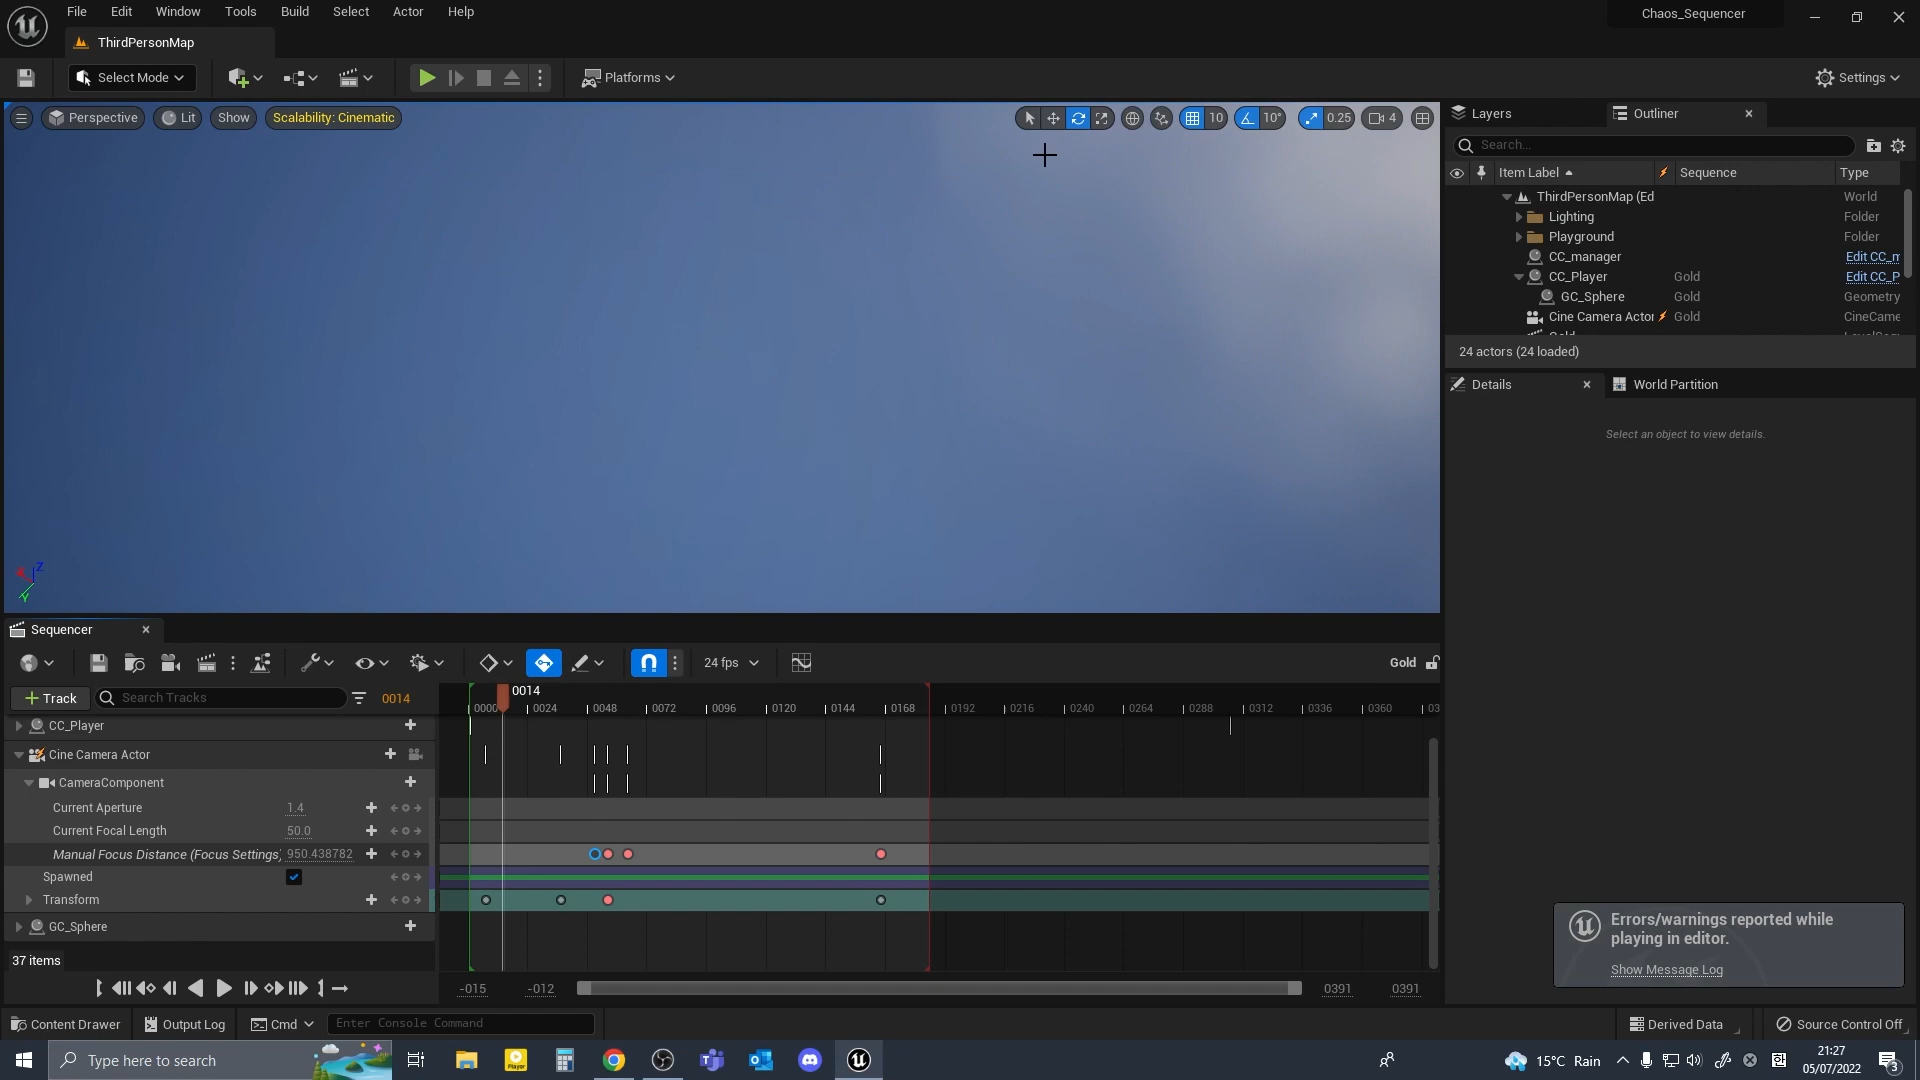 File Edit Window Tools Build Select Actor Help
Chaos_Sequencer
ThirdPersonMap
Select Mode
Platforms
Settings
Perspective Lit Show Scalability: Cinematic
10 10° 0.25 4
Layers Outliner
Search...
Item Label Sequence Type
ThirdPersonMap (Ed World
Lighting Folder
Playground Folder
CC_manager Edit CC_m
CC_Player Gold Edit CC_P
GC_Sphere Gold Geometry
Cine Camera Actor Gold CineCame
24 actors (24 loaded)
Details World Partition
Select an object to view details.
Z
Y
Sequencer
24 fps
Gold
Track Search Tracks 0014
0014
0000 0024 0048 0072 0096 0120 0144 0168 0192 0216 0240 0264 0288 0312 0336 0360 03
CC_Player
Cine Camera Actor
CameraComponent
Current Aperture 1.4
Current Focal Length 50.0
Manual Focus Distance (Focus Settings) 950.438782
Spawned
Transform
GC_Sphere
37 items
-015 -012 0391 0391
Errors/warnings reported while
playing in editor.
Show Message Log
Content Drawer Output Log Cmd Enter Console Command
Derived Data Source Control Off
Type here to search
Player
15°C Rain
21:27
05/07/2022
3